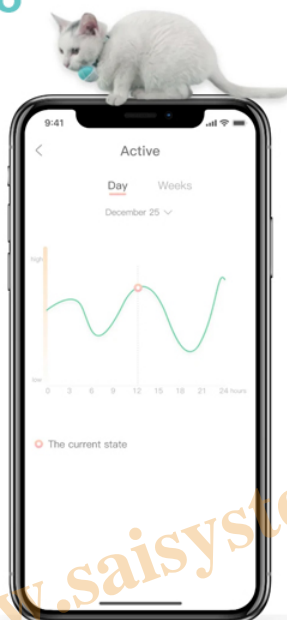 9:41
Active
Day Weeks
December 25
high
low
0 3 6 9 12 15 18 21 24 hours
The current state
w.saisyste